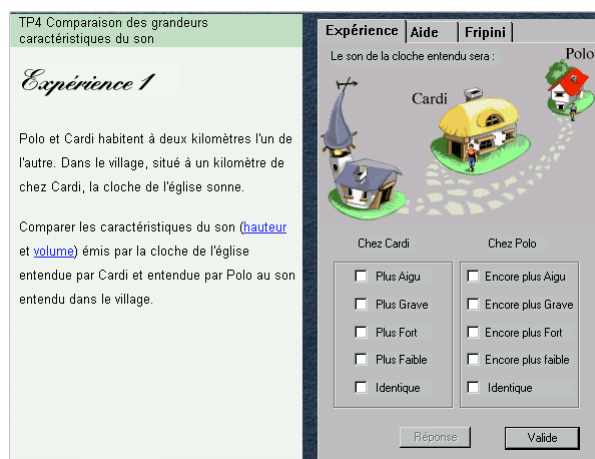 TP4 Comparaison des grandeurs
caractéristiques du son
Expérience 1
Polo et Cardi habitent à deux kilomètres l'un de
l'autre. Dans le village, situé à un kilomètre de
chez Cardi, la cloche de l'église sonne.
Comparer les caractéristiques du son (hauteur
et volume) émis par la cloche de l'église
entendue par Cardi et entendue par Polo au son
entendu dans le village.
Expérience Aide Fripini
Le son de la cloche entendu sera :
Polo
Cardi
Chez Cardi
Plus Aigu
Plus Grave
Plus Fort
Plus Faible
Identique
Chez Polo
Encore plus Aigu
Encore plus Grave
Encore plus Fort
Encore plus faible
Identique
Réponse
Valide